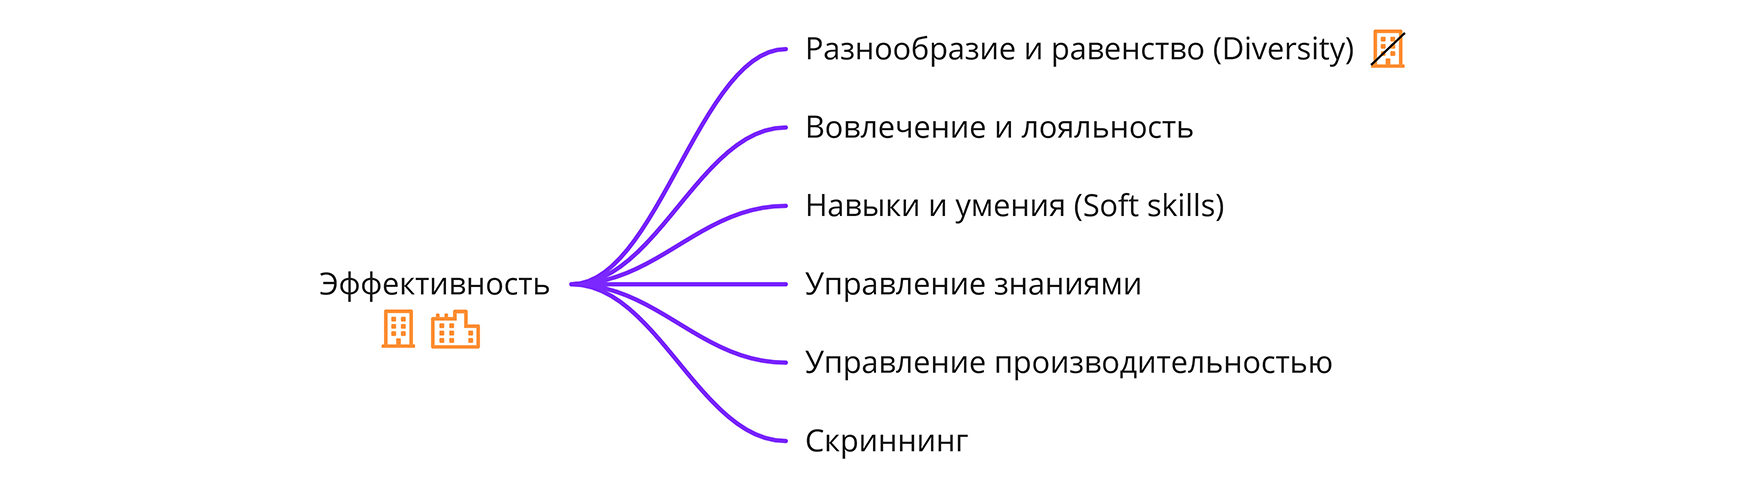 Разнообразие и равенство (Diversity)
Вовлечение и лояльность
Навыки и умения (Soft skills)
Эффективность
Управление знаниями
Управление производительностью
Скриннинг